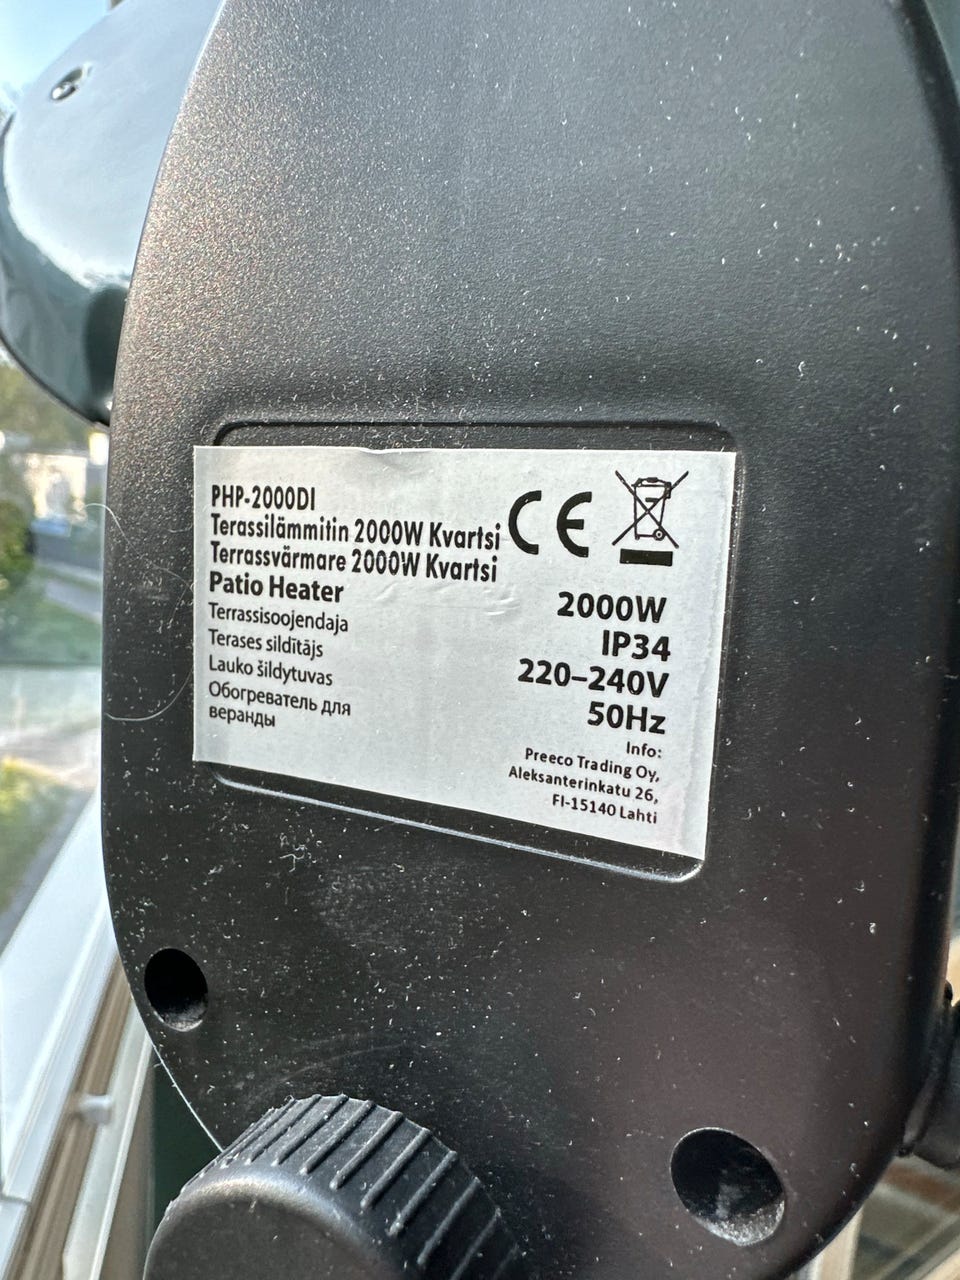 PHP-2000DI
Terassilämmitin 2000W Kvartsi
Terrassvärmare 2000W Kvartsi
Patio Heater
Terrassisoojendaja
Terases sildītājs
Lauko šildytuvas
Обогреватель для
веранды
CE
2000W
IP34
220–240V
50Hz
Info:
Preeco Trading Oy,
Aleksanterinkatu 26,
FI-15140 Lahti